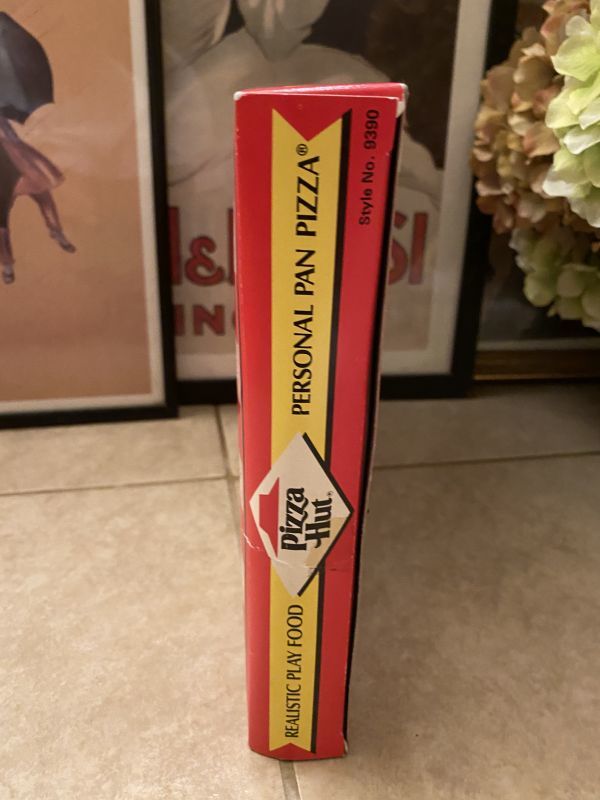 Style No. 9390
PERSONAL PAN PIZZA®
Pizza
Hut®
REALISTIC PLAY FOOD